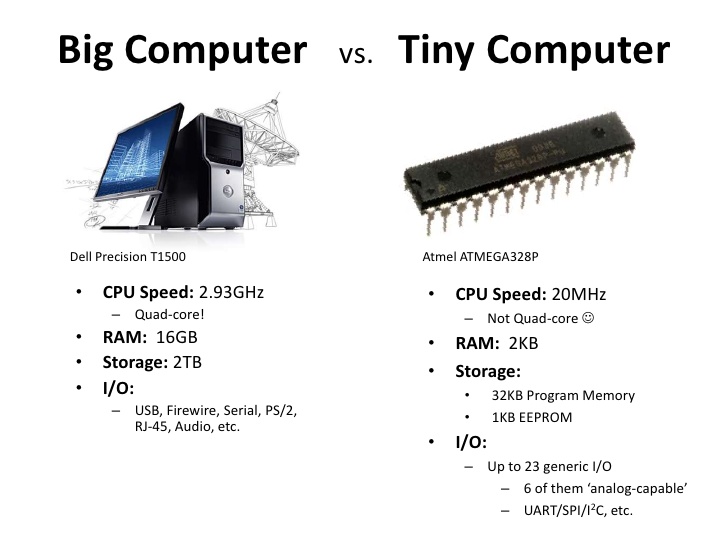 Big Computer vs. Tiny Computer
Dell Precision T1500
• CPU Speed: 2.93GHz
– Quad-core!
• RAM: 16GB
• Storage: 2TB
• I/O:
– USB, Firewire, Serial, PS/2,
RJ-45, Audio, etc.
Atmel ATMEGA328P
• CPU Speed: 20MHz
– Not Quad-core ☺
• RAM: 2KB
• Storage:
• 32KB Program Memory
• 1KB EEPROM
• I/O:
– Up to 23 generic I/O
– 6 of them ‘analog-capable’
– UART/SPI/I²C, etc.